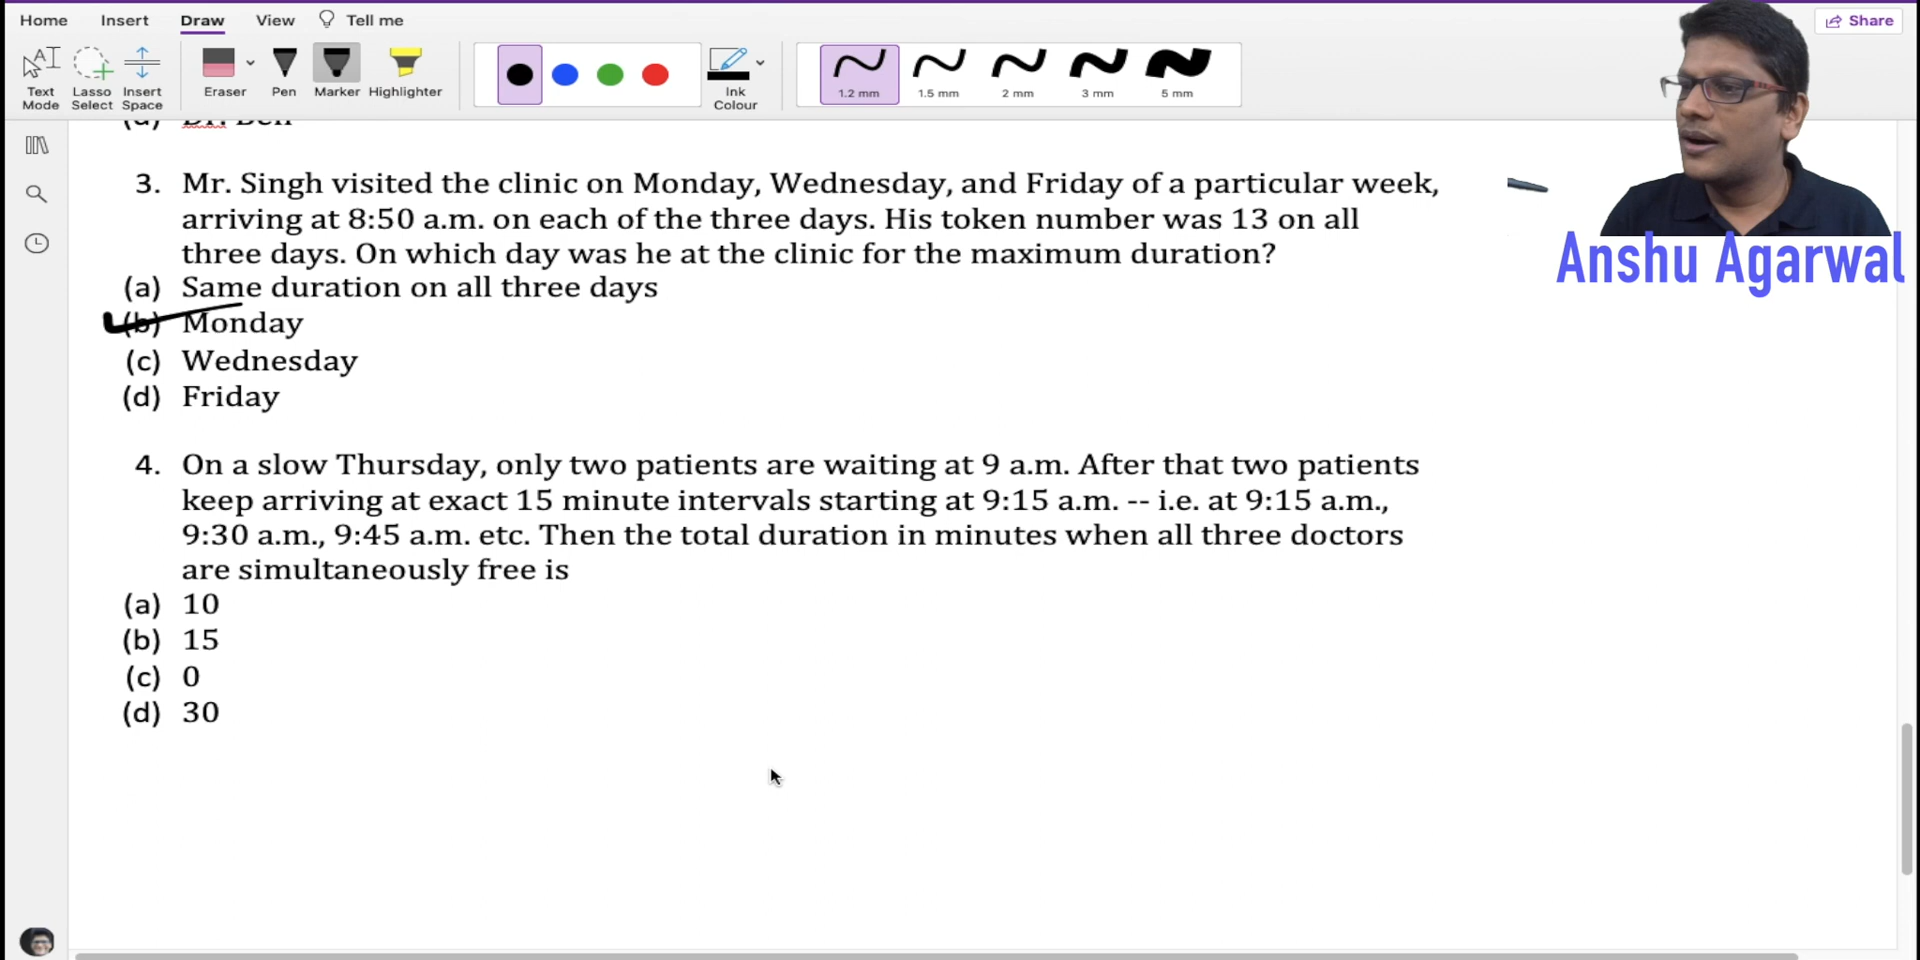 Home Insert Draw View Tell me Share
Text Mode Lasso Select Insert Space Eraser Pen Marker Highlighter Ink Colour 1.2 mm 1.5 mm 2 mm 3 mm 5 mm
(d) Dr. Ben
3. Mr. Singh visited the clinic on Monday, Wednesday, and Friday of a particular week,
arriving at 8:50 a.m. on each of the three days. His token number was 13 on all
three days. On which day was he at the clinic for the maximum duration?
Anshu Agarwal
(a) Same duration on all three days
(b) Monday
(c) Wednesday
(d) Friday
4. On a slow Thursday, only two patients are waiting at 9 a.m. After that two patients
keep arriving at exact 15 minute intervals starting at 9:15 a.m. -- i.e. at 9:15 a.m.,
9:30 a.m., 9:45 a.m. etc. Then the total duration in minutes when all three doctors
are simultaneously free is
(a) 10
(b) 15
(c) 0
(d) 30